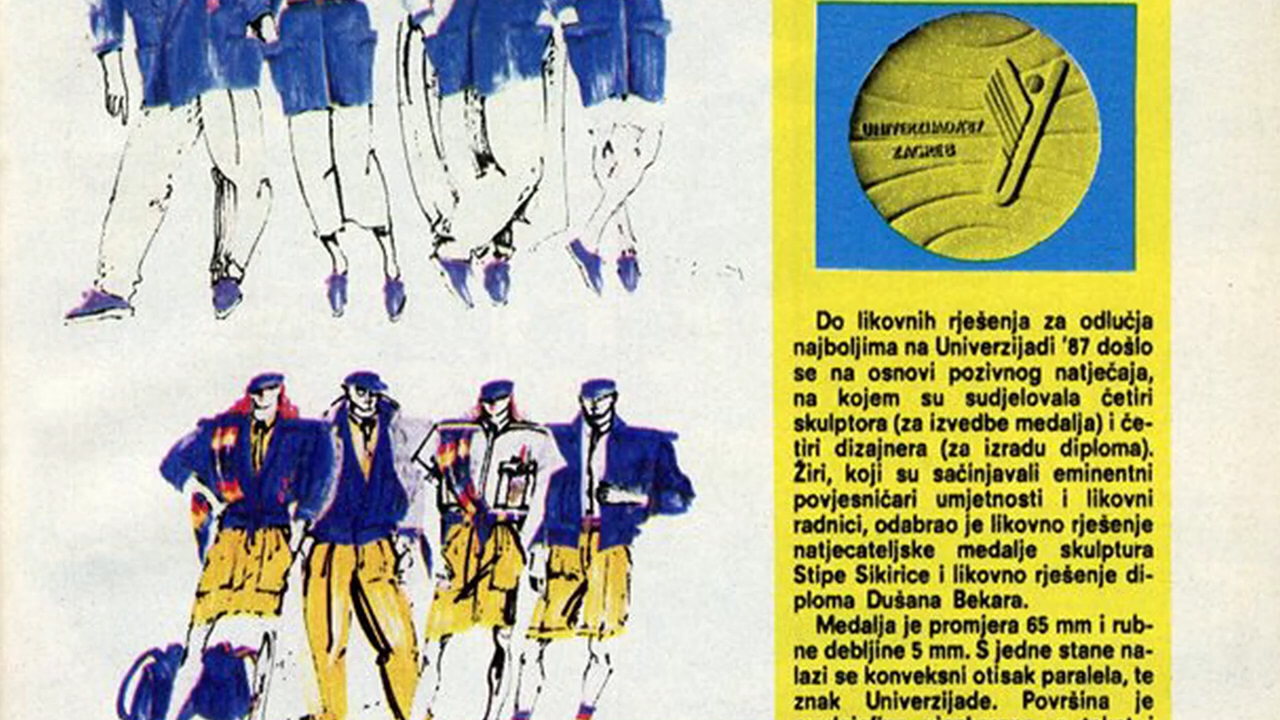 UNIVERZIJADA/87
ZAGREB
Do likovnih rješenja za odlučja
najboljima na Univerzijadi '87 došlo
se na osnovi pozivnog natječaja,
na kojem su sudjelovala četiri
skulptora (za izvedbe medalja) i če-
tiri dizajnera (za izradu diploma).
Žiri, koji su sačinjavali eminentni
povjesničari umjetnosti i likovni
radnici, odabrao je likovno rješenje
natjecateljske medalje skulptura
Stipe Sikirice i likovno rješenje di-
ploma Dušana Bekara.
Medalja je promjera 65 mm i rub-
ne debljine 5 mm. S jedne stane na-
lazi se konveksni otisak paralela, te
znak Univerzijade. Površina je